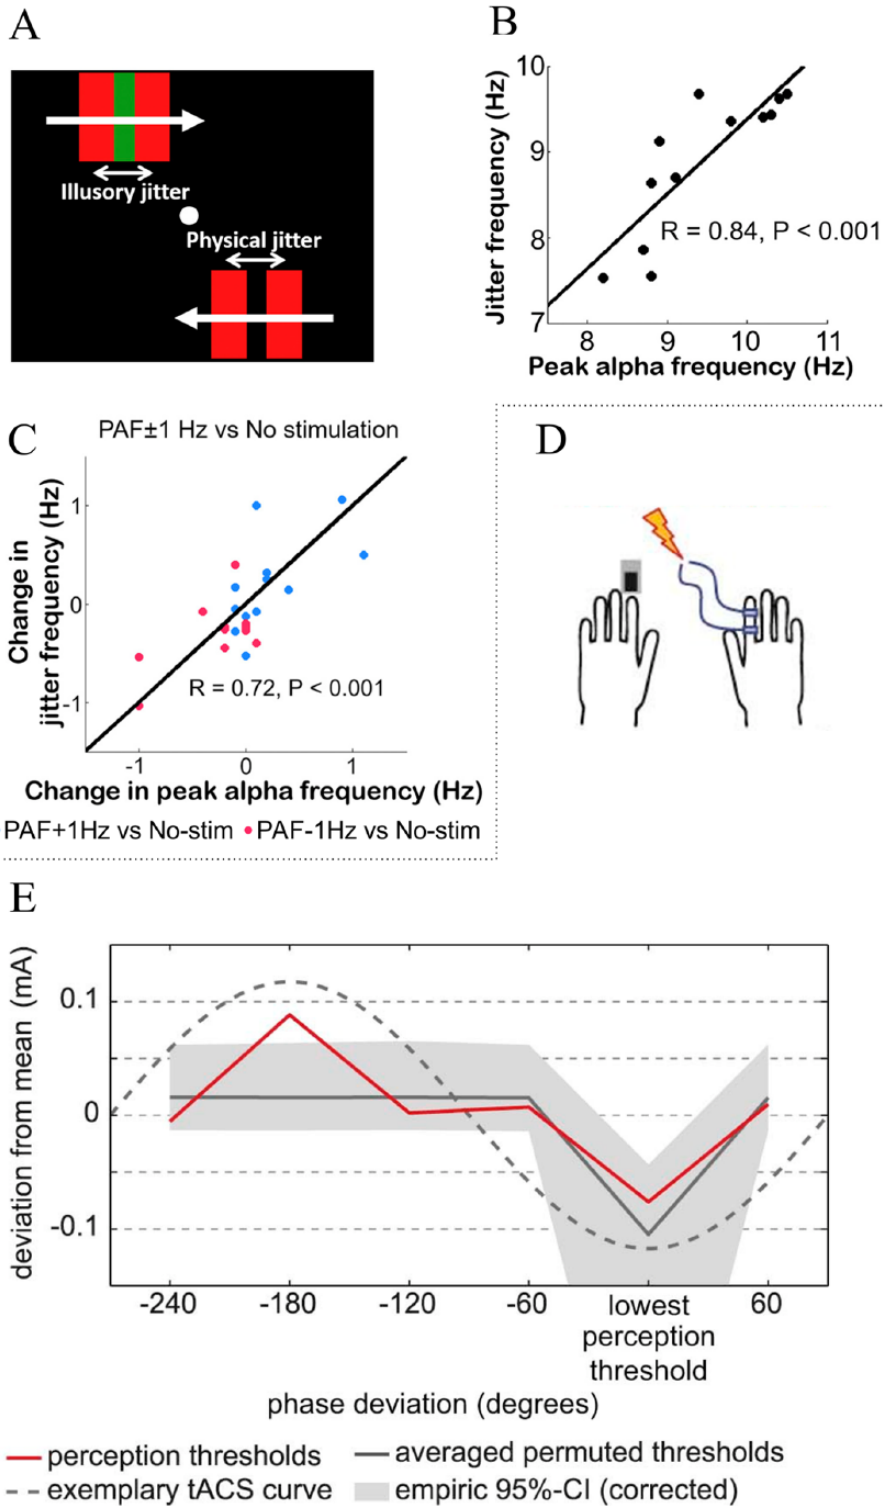 A
Illusory jitter
Physical jitter
B
Jitter frequency (Hz)
10
9
8
7
R = 0.84, P < 0.001
8 9 10 11
Peak alpha frequency (Hz)
C
PAF±1 Hz vs No stimulation
Change in
jitter frequency (Hz)
1
0
-1
R = 0.72, P < 0.001
-1 0 1
Change in peak alpha frequency (Hz)
PAF+1Hz vs No-stim PAF-1Hz vs No-stim
D
E
deviation from mean (mA)
0.1
0
-0.1
-240 -180 -120 -60 lowest 60
perception
threshold
phase deviation (degrees)
perception thresholds averaged permuted thresholds
exemplary tACS curve empiric 95%-CI (corrected)